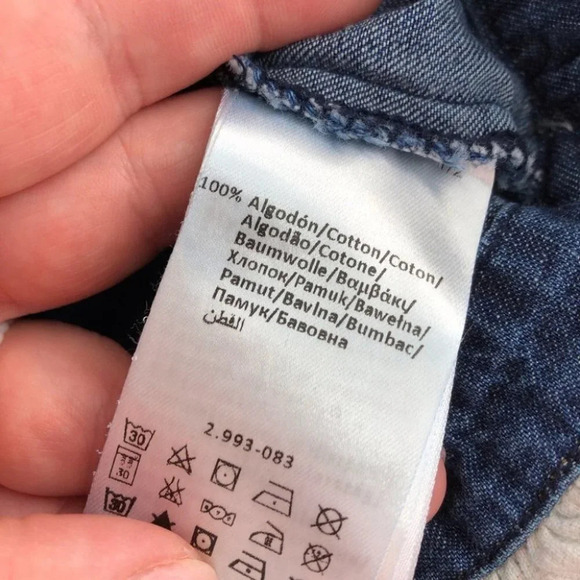 100% Algodón/Cotton/Coton/
Algodão/Cotone/
Baumwolle/Βαμβάκι/
Хлопок/Pamuk/Bawełna/
Pamut/Bavlna/Bumbac/
Памук/Бавовна
القطن
2.993-083
30
30